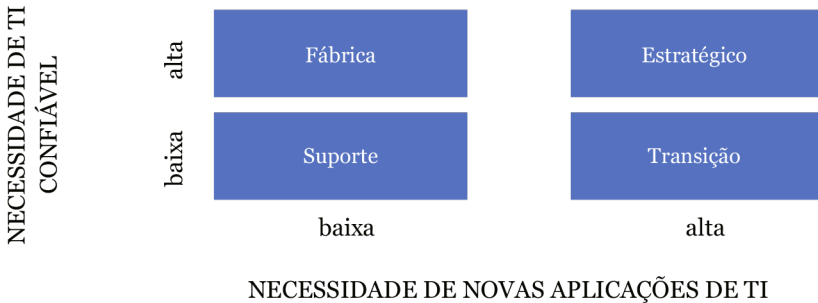 NECESSIDADE DE TI
CONFIÁVEL
alta
Fábrica
Estratégico
baixa
Suporte
Transição
baixa
alta
NECESSIDADE DE NOVAS APLICAÇÕES DE TI